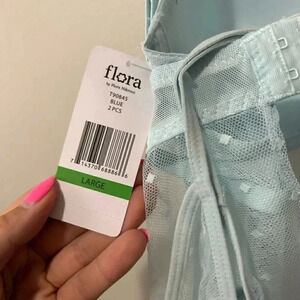 flora
by Flora Nikrooz
T90845
BLUE
2 PCS
LARGE